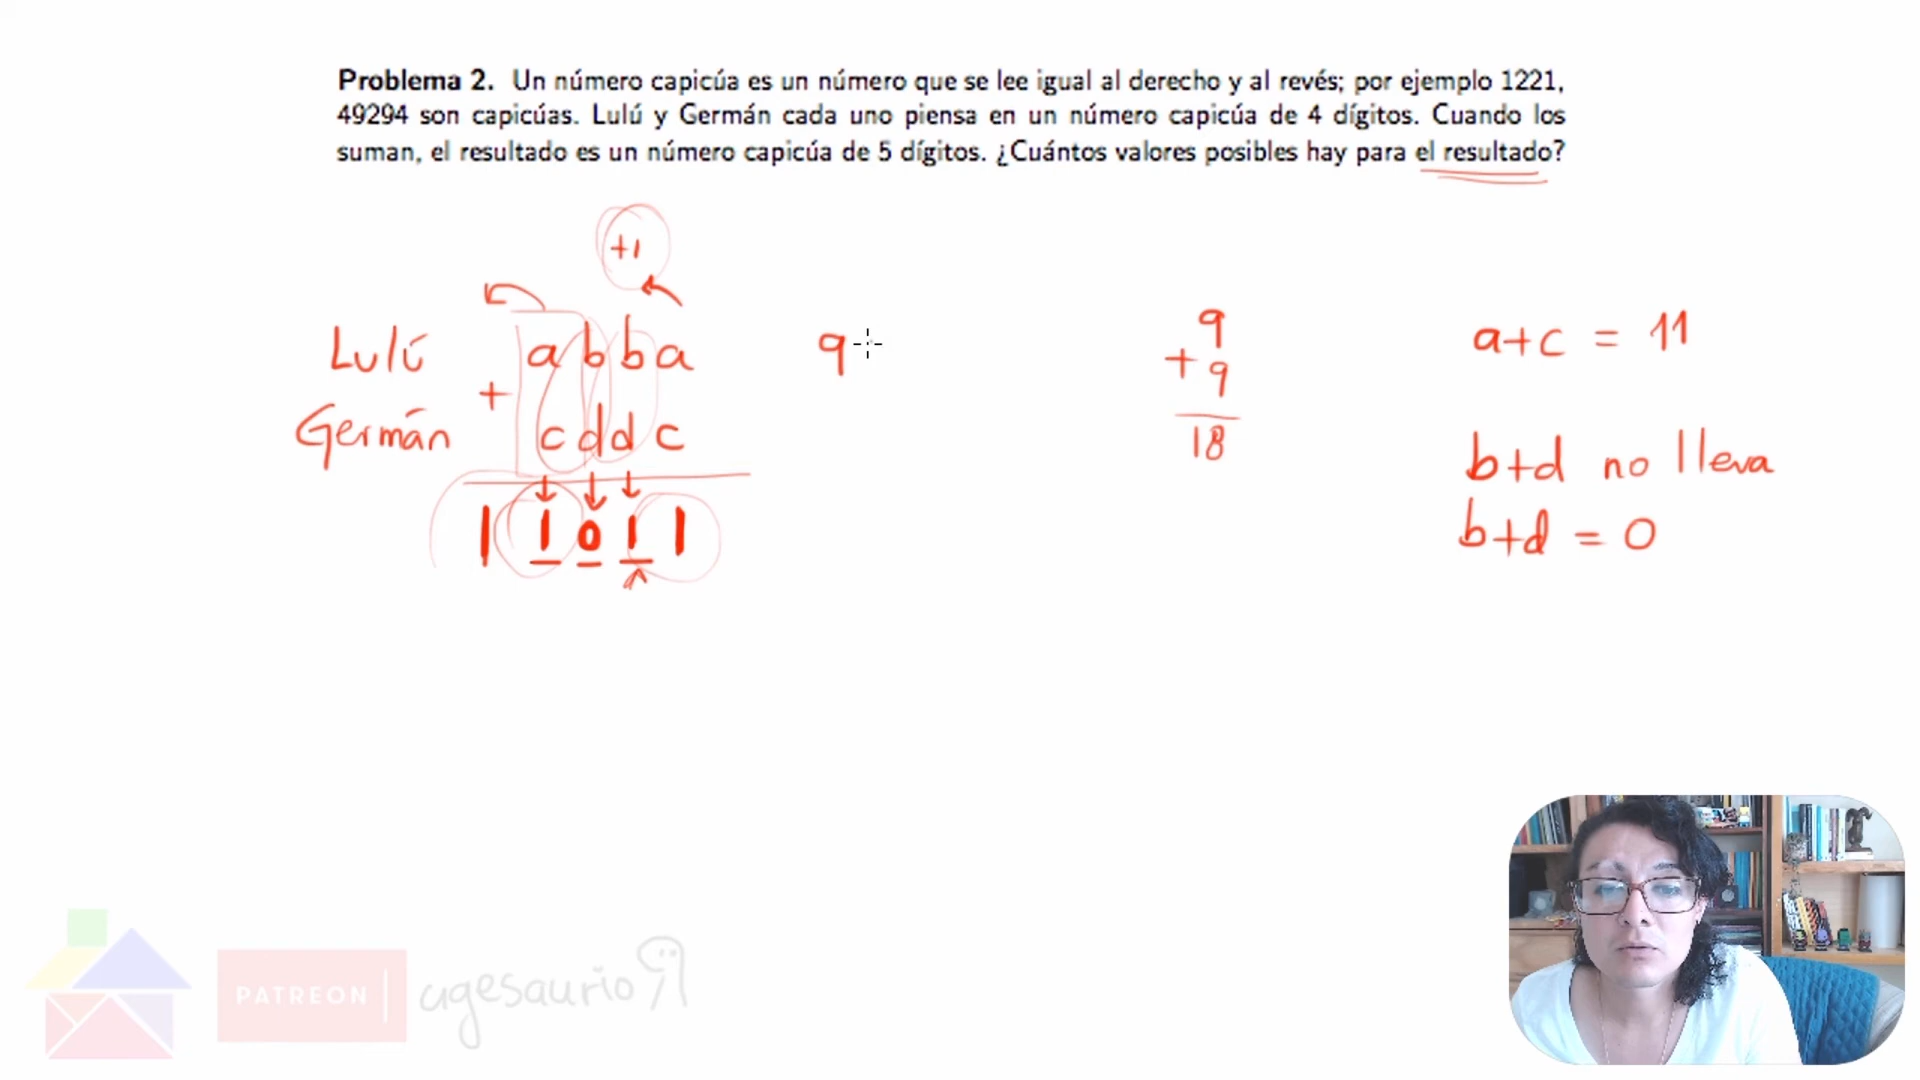 Problema 2. Un número capicúa es un número que se lee igual al derecho y al revés; por ejemplo 1221,
49294 son capicúas. Lulú y Germán cada uno piensa en un número capicúa de 4 dígitos. Cuando los
suman, el resultado es un número capicúa de 5 dígitos. ¿Cuántos valores posibles hay para el resultado?
+1
Lulú a b b a
+
Germán c d d c
1 1 0 1 1
9
9
+ 9
18
a+c = 11
b+d no lleva
b+d = 0
PATREON | agesaurio